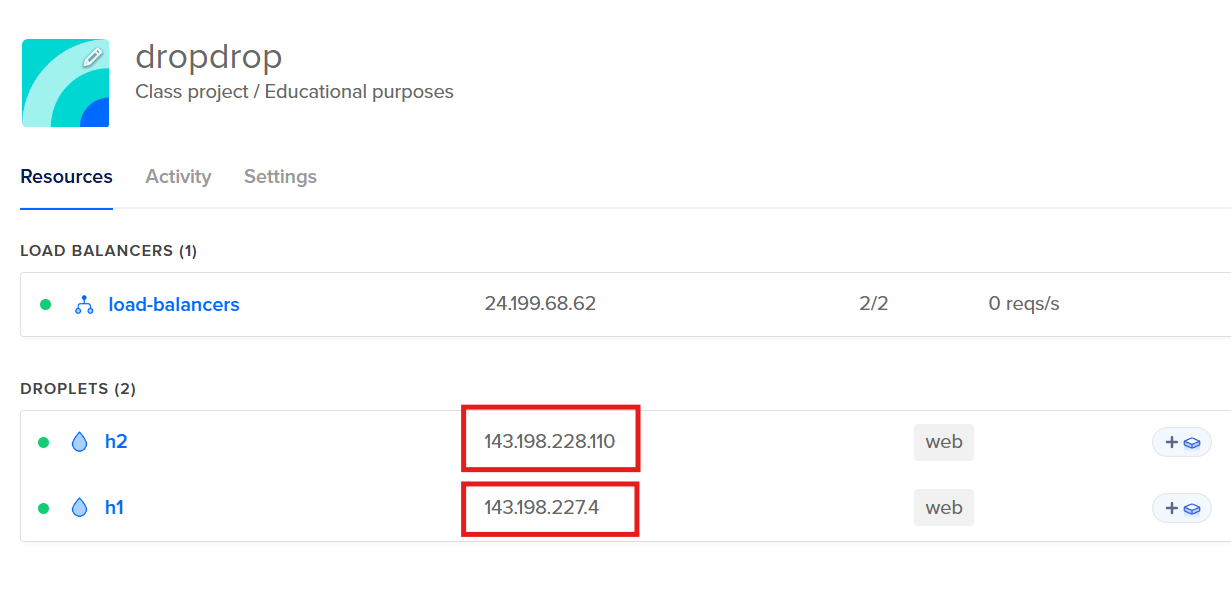 dropdrop
Class project / Educational purposes
Resources Activity Settings
LOAD BALANCERS (1)
load-balancers 24.199.68.62 2/2 0 reqs/s
DROPLETS (2)
h2 143.198.228.110 web +
h1 143.198.227.4 web +